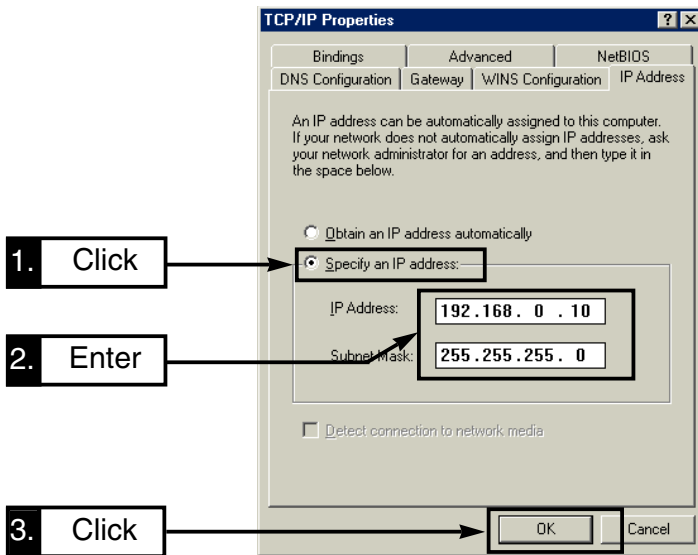 TCP/IP Properties
? ×
Bindings Advanced NetBIOS
DNS Configuration Gateway WINS Configuration IP Address
An IP address can be automatically assigned to this computer.
If your network does not automatically assign IP addresses, ask
your network administrator for an address, and then type it in
the space below.
Obtain an IP address automatically
1. Click
Specify an IP address:
IP Address: 192.168. 0 .10
2. Enter
Subnet Mask: 255.255.255. 0
Detect connection to network media
3. Click
OK Cancel